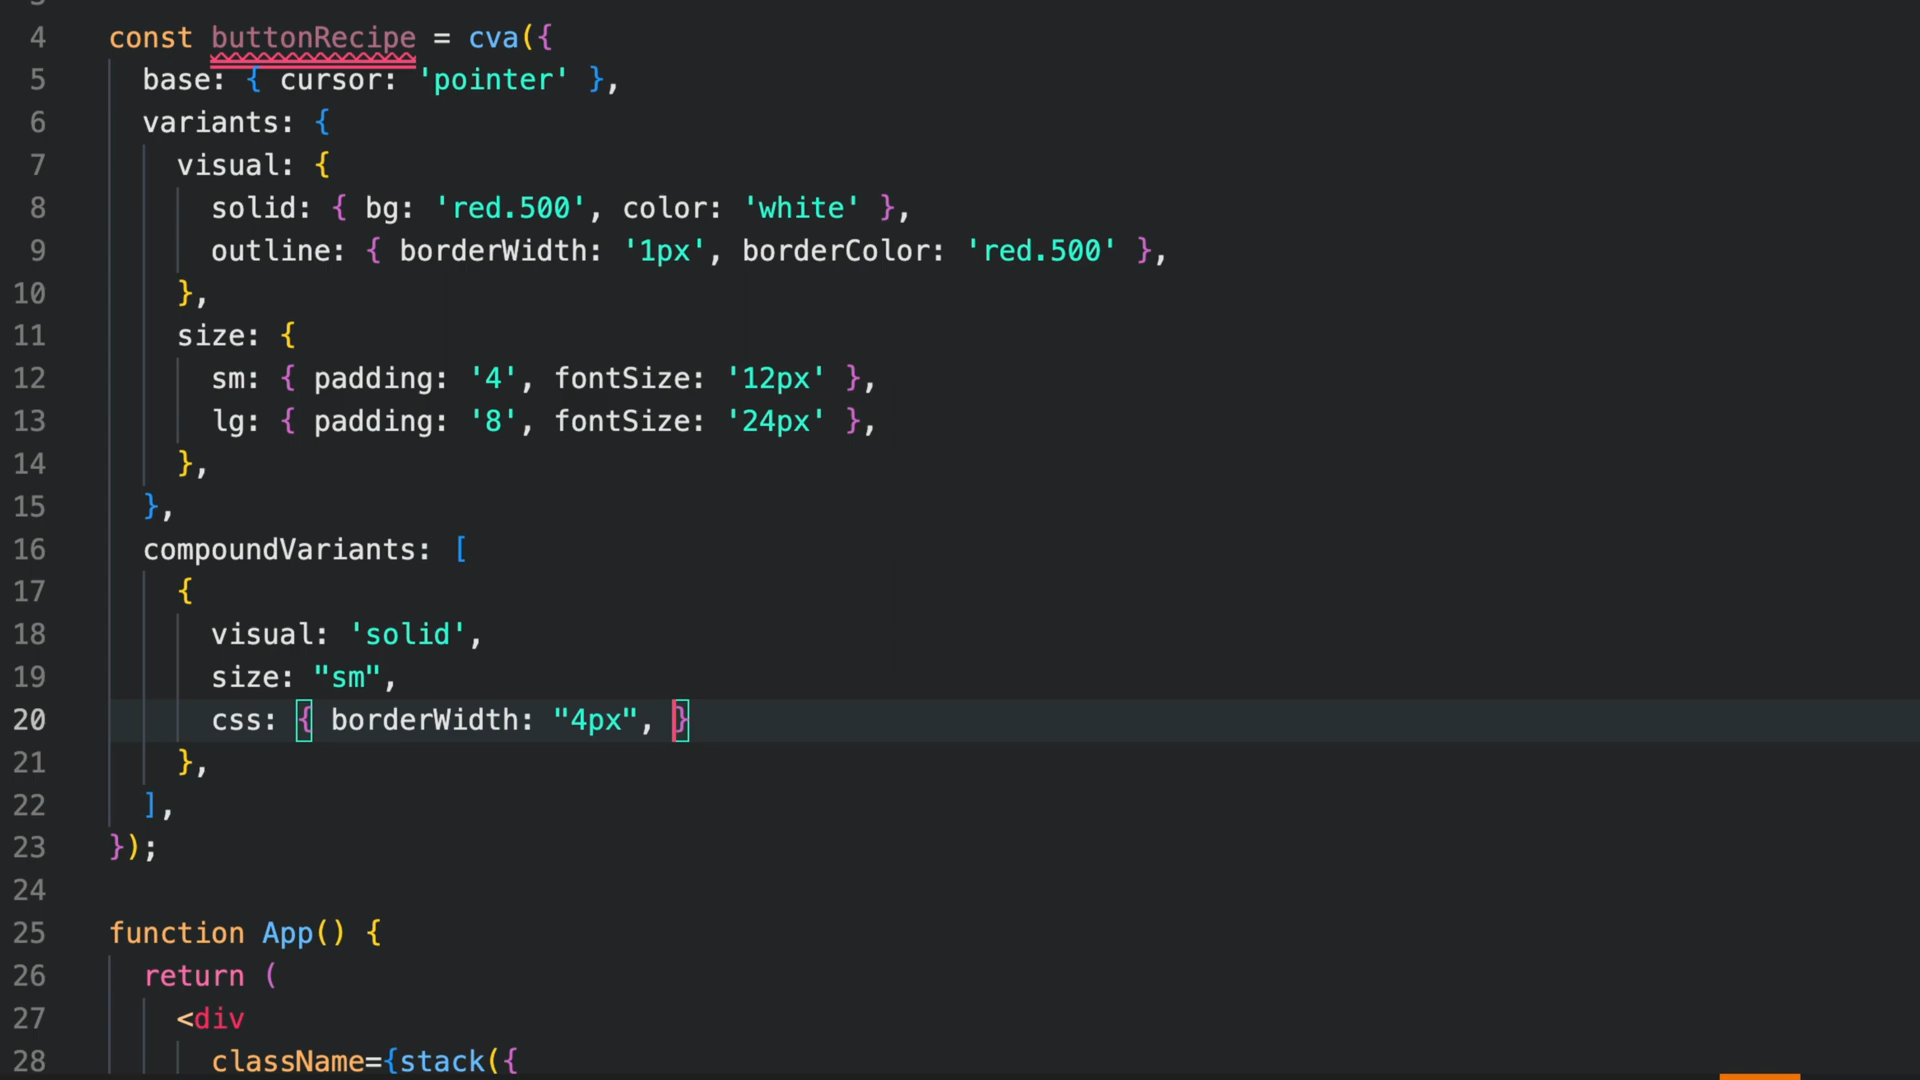 4 const buttonRecipe = cva({
5 base: { cursor: 'pointer' },
6 variants: {
7 visual: {
8 solid: { bg: 'red.500', color: 'white' },
9 outline: { borderWidth: '1px', borderColor: 'red.500' },
10 },
11 size: {
12 sm: { padding: '4', fontSize: '12px' },
13 lg: { padding: '8', fontSize: '24px' },
14 },
15 },
16 compoundVariants: [
17 {
18 visual: 'solid',
19 size: "sm",
20 css: { borderWidth: "4px", }
21 },
22 ],
23 });
24
25 function App() {
26 return (
27 <div
28 className={stack({